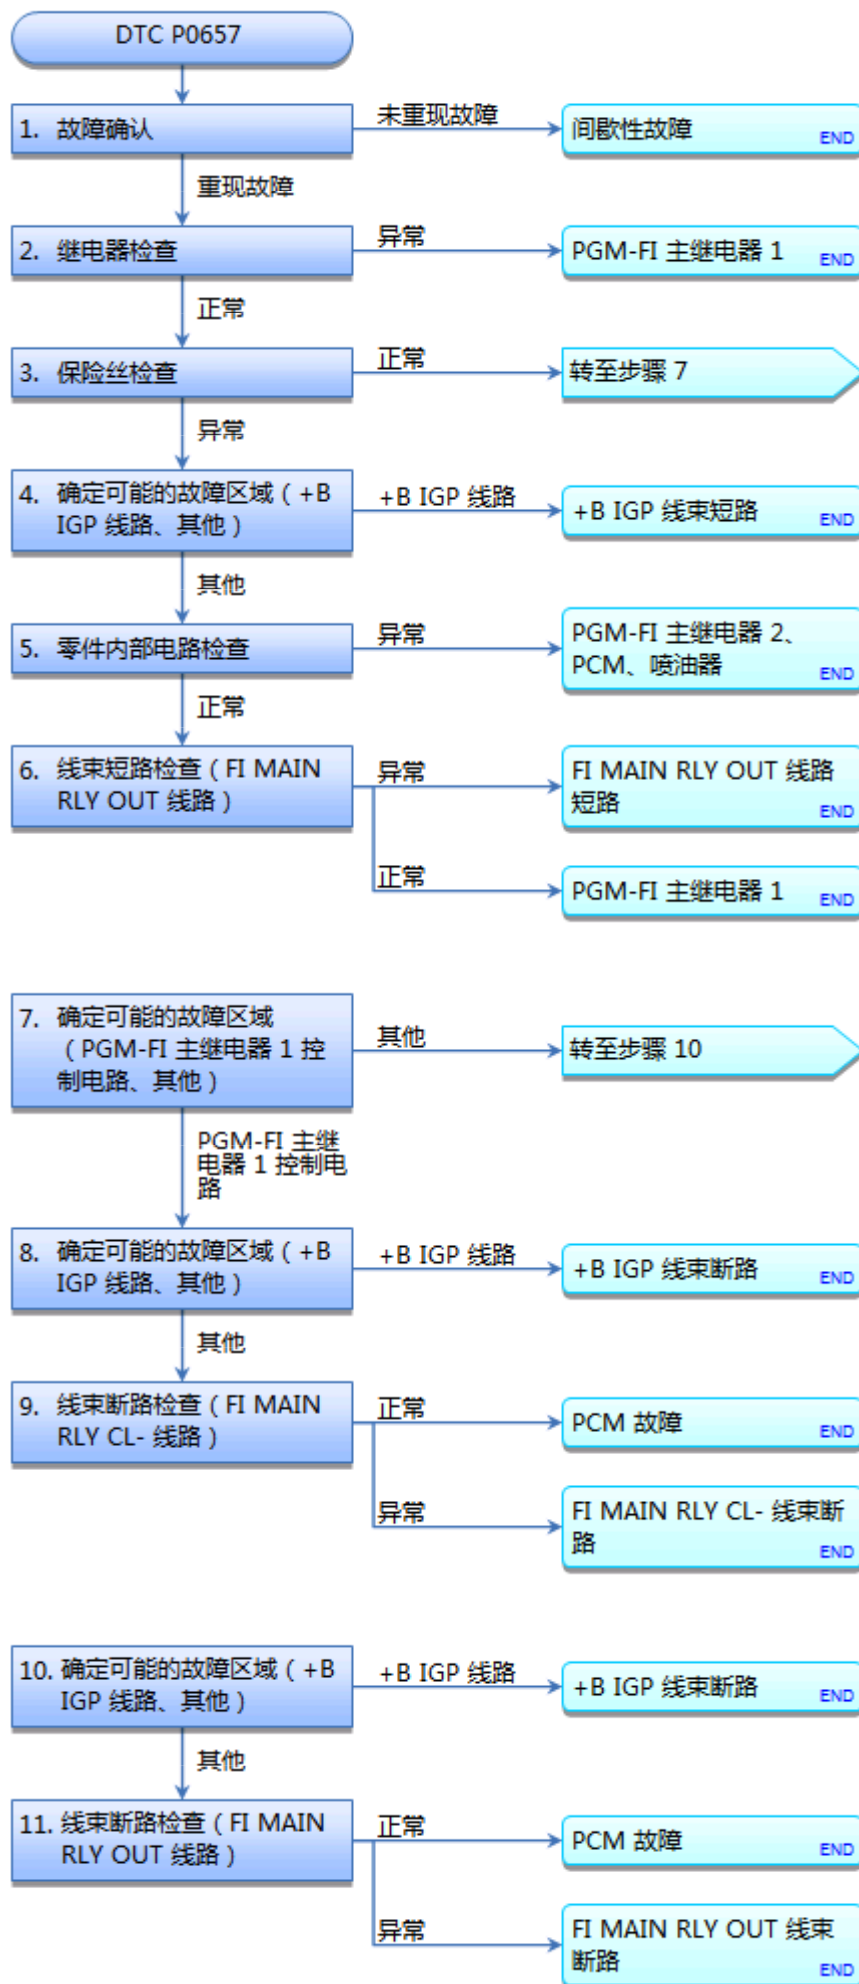 DTC P0657
1. 故障确认
未重现故障
间歇性故障
END
重现故障
2. 继电器检查
异常
PGM-FI 主继电器 1
END
正常
3. 保险丝检查
正常
转至步骤 7
异常
4. 确定可能的故障区域（+B
IGP 线路、其他）
+B IGP 线路
+B IGP 线束短路
END
其他
5. 零件内部电路检查
异常
PGM-FI 主继电器 2、
PCM、喷油器
END
正常
6. 线束短路检查（FI MAIN
RLY OUT 线路）
异常
FI MAIN RLY OUT 线路
短路
END
正常
PGM-FI 主继电器 1
END
7. 确定可能的故障区域
（PGM-FI 主继电器 1 控
制电路、其他）
其他
转至步骤 10
PGM-FI 主继
电器 1 控制电
路
8. 确定可能的故障区域（+B
IGP 线路、其他）
+B IGP 线路
+B IGP 线束断路
END
其他
9. 线束断路检查（FI MAIN
RLY CL- 线路）
正常
PCM 故障
END
异常
FI MAIN RLY CL- 线束断
路
END
10. 确定可能的故障区域（+B
IGP 线路、其他）
+B IGP 线路
+B IGP 线束断路
END
其他
11. 线束断路检查（FI MAIN
RLY OUT 线路）
正常
PCM 故障
END
异常
FI MAIN RLY OUT 线束
断路
END